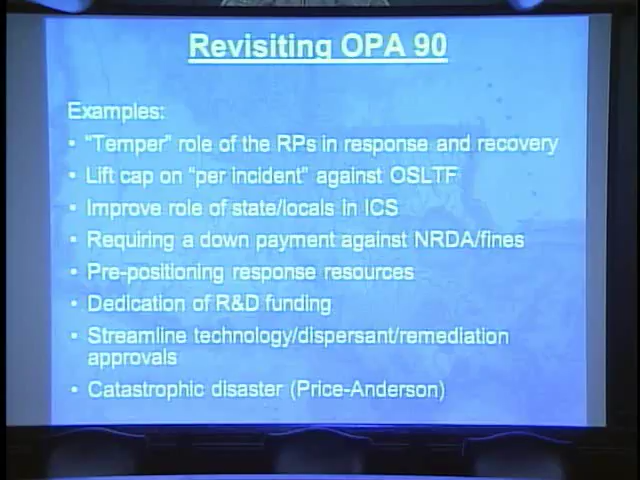 Revisiting OPA 90
Examples:
• "Temper" role of the RPs in response and recovery
• Lift cap on "per incident" against OSLTF
• Improve role of state/locals in ICS
• Requiring a down payment against NRDA/fines
• Pre-positioning response resources
• Dedication of R&D funding
• Streamline technology/dispersant/remediation
approvals
• Catastrophic disaster (Price-Anderson)